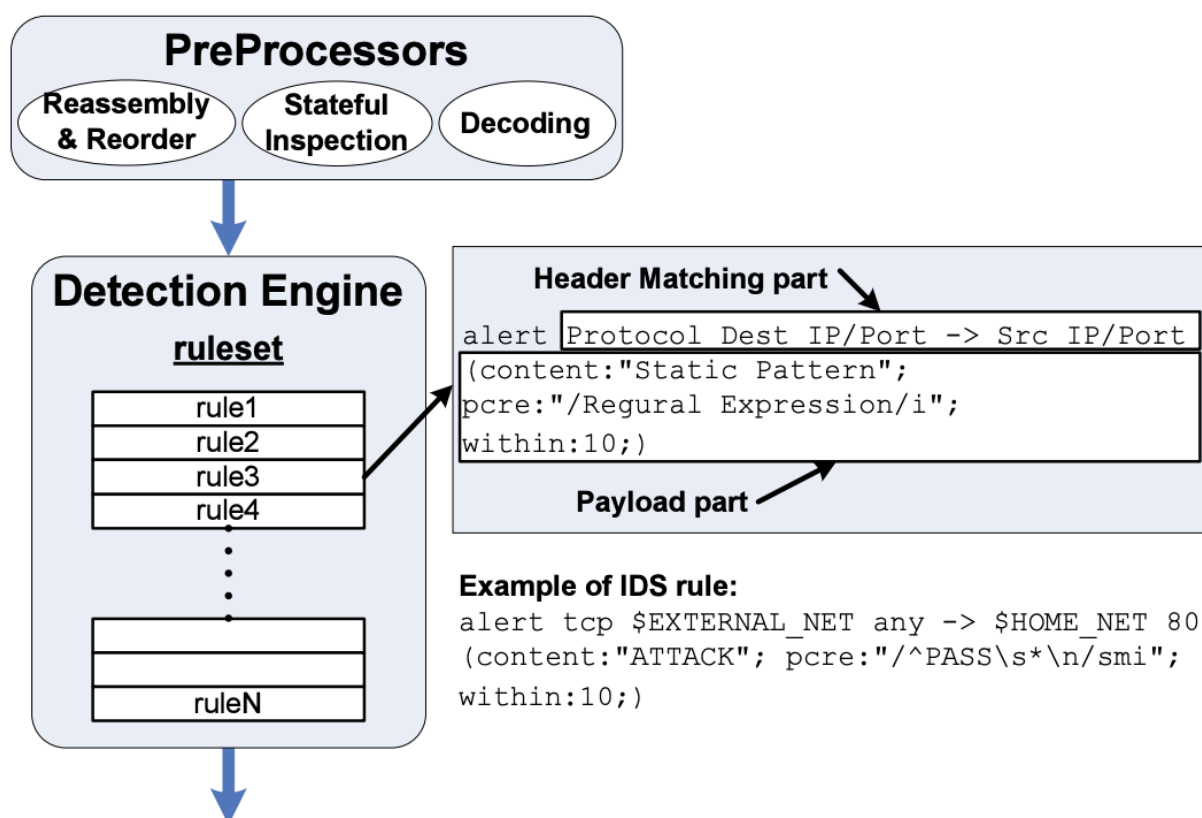 PreProcessors
Reassembly
& Reorder
Stateful
Inspection
Decoding
Detection Engine
ruleset
rule1
rule2
rule3
rule4
ruleN
Header Matching part
alert Protocol Dest IP/Port -> Src IP/Port
(content:"Static Pattern";
pcre:"/Regural Expression/i";
within:10;)
Payload part
Example of IDS rule:
alert tcp $EXTERNAL_NET any -> $HOME_NET 80
(content:"ATTACK"; pcre:"/^PASS\s*\n/smi";
within:10;)